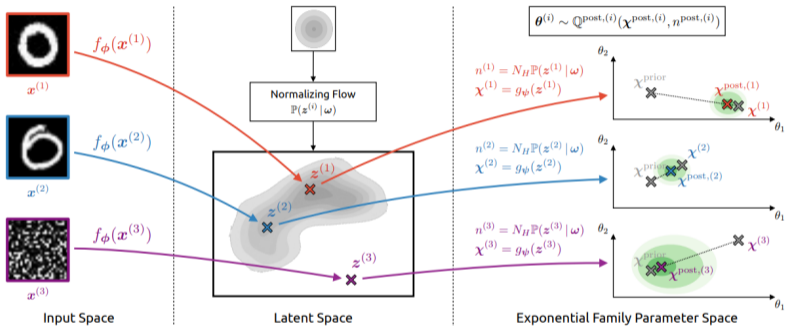 x^(1)
f_ϕ(x^(1))
x^(2)
f_ϕ(x^(2))
x^(3)
f_ϕ(x^(3))
Input Space
Normalizing Flow
ℙ(z^(i) | ω)
z^(1)
z^(2)
z^(3)
Latent Space
θ^(i) ∼ ℚ^post,(i)(χ^post,(i), n^post,(i))
n^(1) = N_H ℙ(z^(1) | ω)
χ^(1) = g_ψ(z^(1))
θ_2
χ^prior
χ^post,(1)
χ^(1)
θ_1
n^(2) = N_H ℙ(z^(2) | ω)
χ^(2) = g_ψ(z^(2))
θ_2
χ^prior
χ^(2)
χ^post,(2)
θ_1
n^(3) = N_H ℙ(z^(3) | ω)
χ^(3) = g_ψ(z^(3))
θ_2
χ^prior
χ^(3)
χ^post,(3)
θ_1
Exponential Family Parameter Space